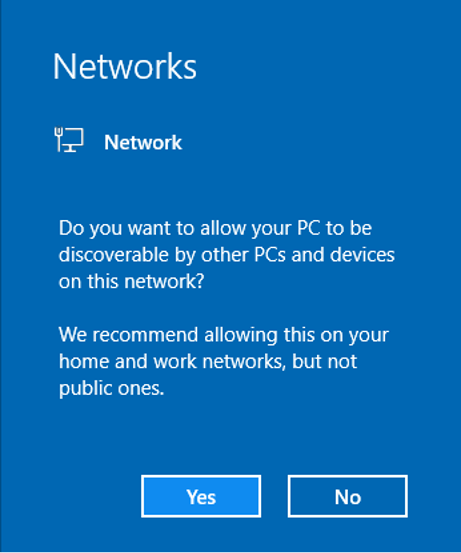 Networks
Network
Do you want to allow your PC to be
discoverable by other PCs and devices
on this network?
We recommend allowing this on your
home and work networks, but not
public ones.
Yes
No